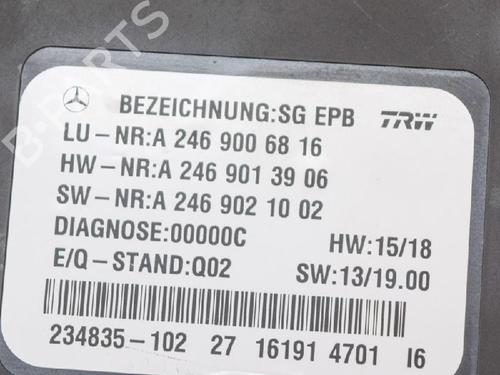 BEZEICHNUNG:SG EPB TRW
LU-NR:A 246 900 68 16
HW-NR:A 246 901 39 06
SW-NR:A 246 902 10 02
DIAGNOSE:00000C HW:15/18
E/Q-STAND:Q02 SW:13/19.00
234835-102 27 16191 4701 I6
B-PARTS